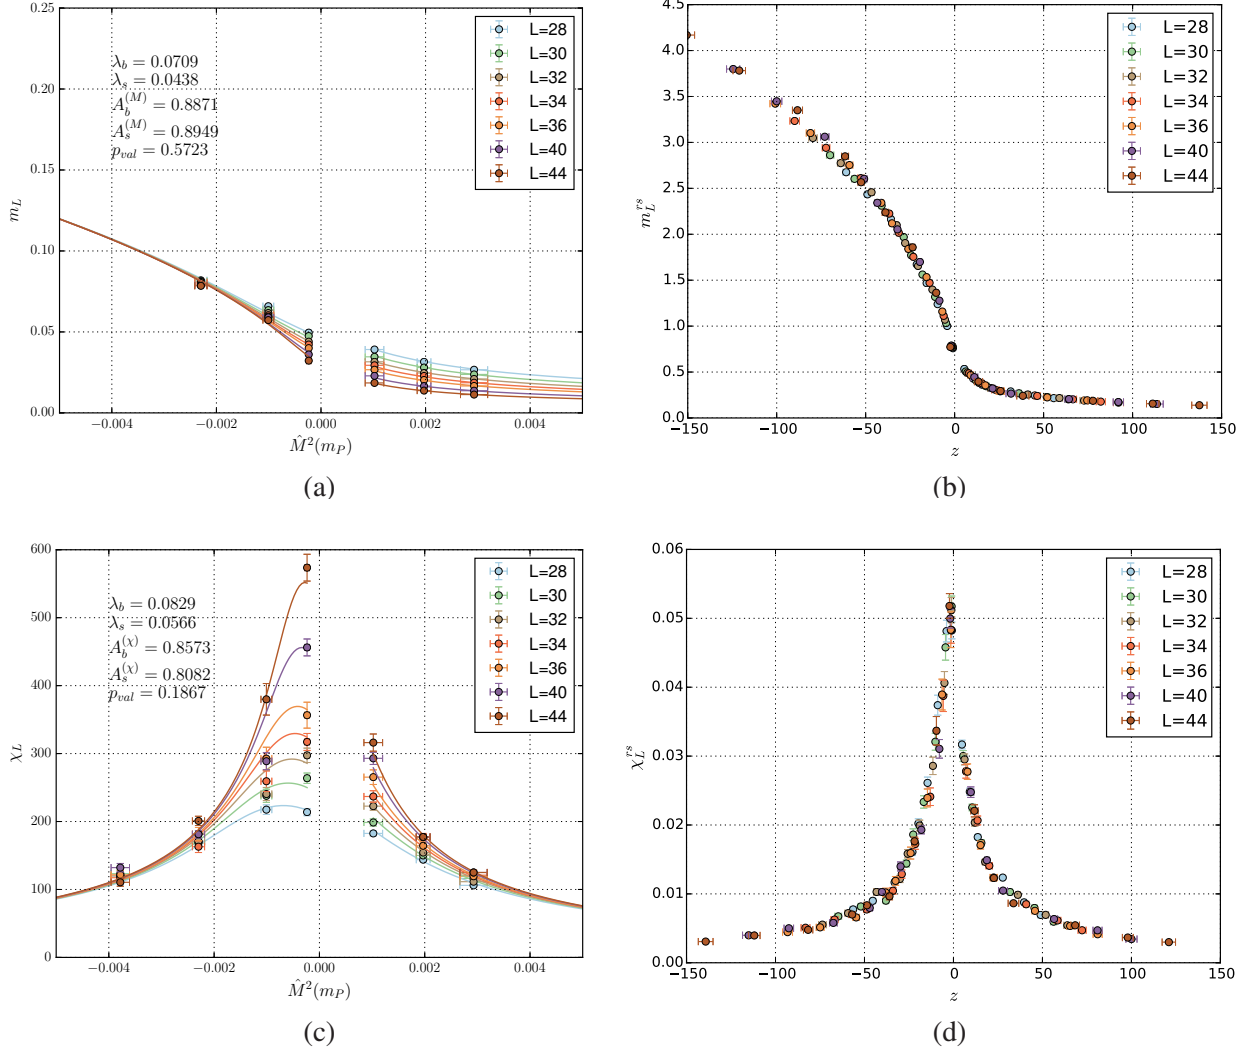 0.25
0.20
0.15
0.10
0.05
0.00
m_L
λ_b = 0.0709
λ_s = 0.0438
A_b^(M) = 0.8871
A_s^(M) = 0.8949
p_val = 0.5723
L=28
L=30
L=32
L=34
L=36
L=40
L=44
−0.004 −0.002 0.000 0.002 0.004
M̂²(m_P)
(a)
4.5
4.0
3.5
3.0
2.5
2.0
1.5
1.0
0.5
0.0
m_L^rs
L=28
L=30
L=32
L=34
L=36
L=40
L=44
−150 −100 −50 0 50 100 150
z
(b)
600
500
400
300
200
100
0
χ_L
λ_b = 0.0829
λ_s = 0.0566
A_b^(χ) = 0.8573
A_s^(χ) = 0.8082
p_val = 0.1867
L=28
L=30
L=32
L=34
L=36
L=40
L=44
−0.004 −0.002 0.000 0.002 0.004
M̂²(m_P)
(c)
0.06
0.05
0.04
0.03
0.02
0.01
0.00
χ_L^rs
L=28
L=30
L=32
L=34
L=36
L=40
L=44
−150 −100 −50 0 50 100 150
z
(d)